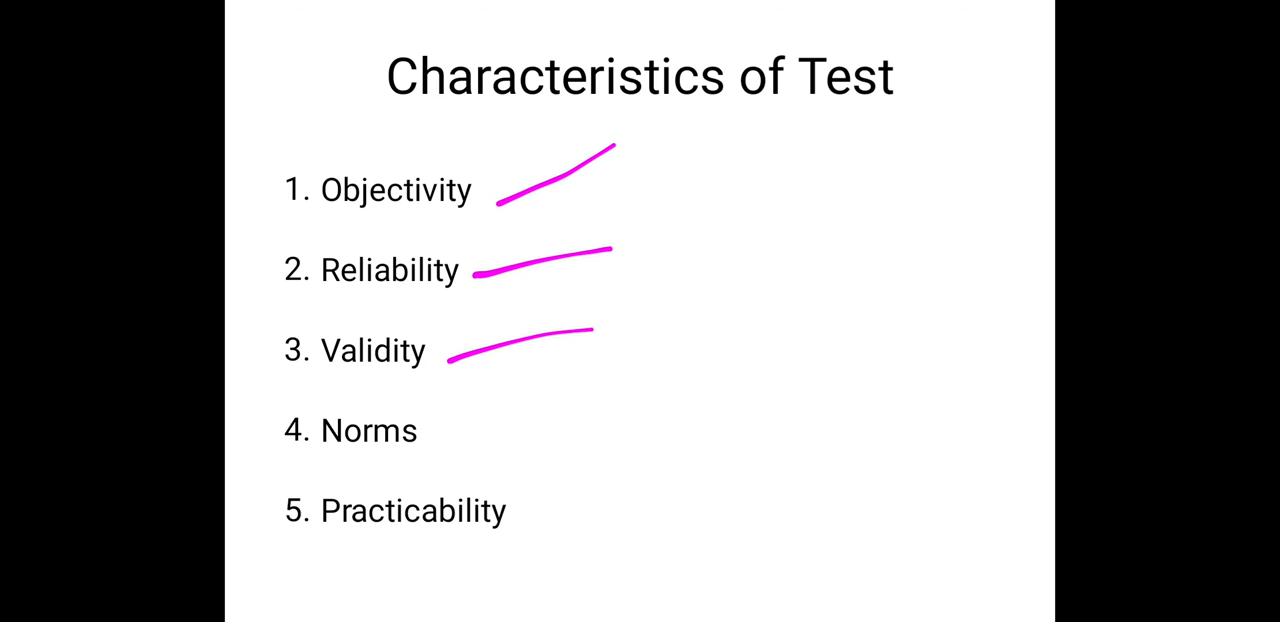 Characteristics of Test
1. Objectivity
2. Reliability
3. Validity
4. Norms
5. Practicability